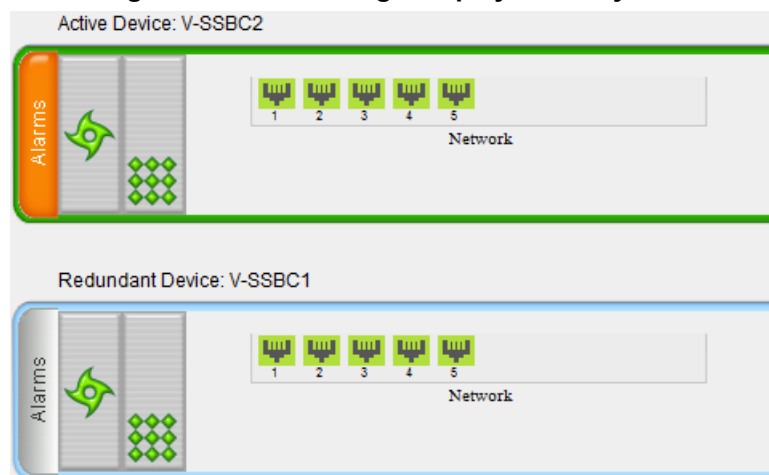 Active Device: V-SSBC2
Alarms
1 2 3 4 5
Network
Redundant Device: V-SSBC1
Alarms
1 2 3 4 5
Network